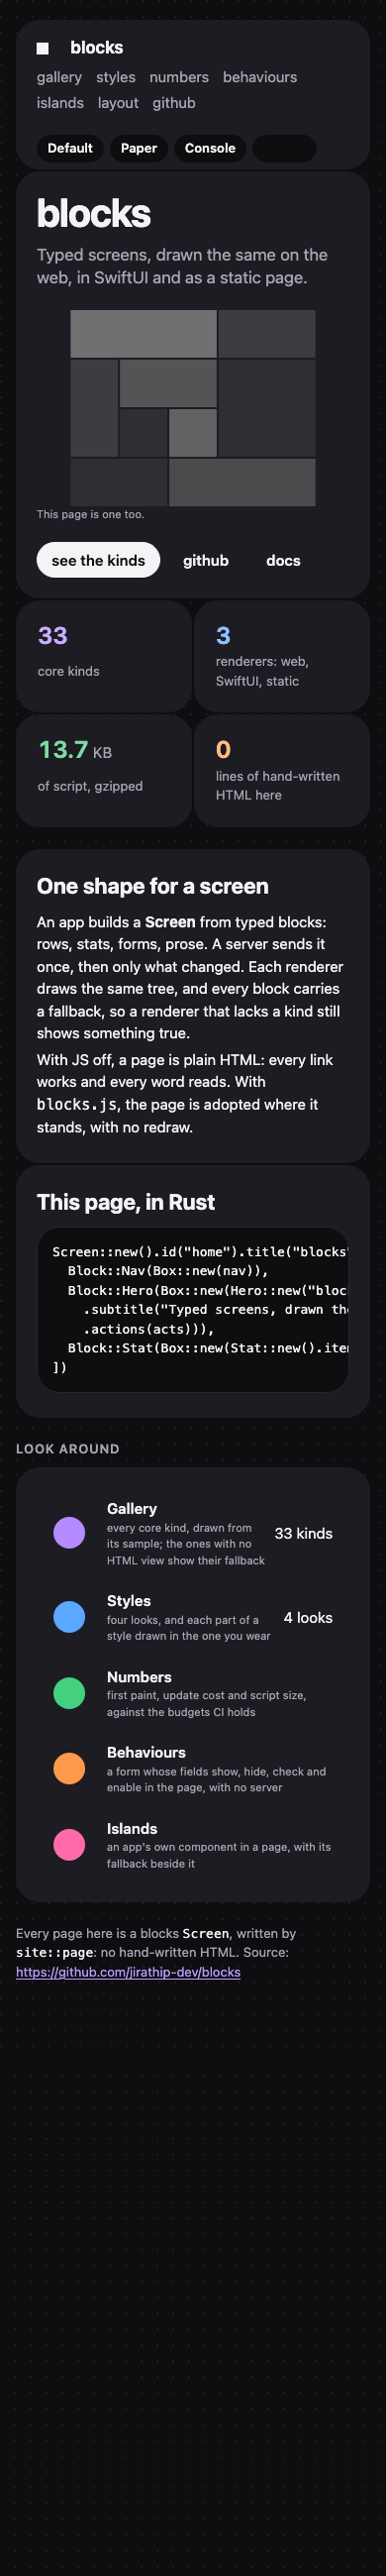 blocks
gallery styles numbers behaviours
islands layout github
Default Paper Console
blocks
Typed screens, drawn the same on the
web, in SwiftUI and as a static page.
This page is one too.
see the kinds github docs
33
core kinds
3
renderers: web,
SwiftUI, static
13.7 KB
of script, gzipped
0
lines of hand-written
HTML here
One shape for a screen
An app builds a Screen from typed blocks:
rows, stats, forms, prose. A server sends it
once, then only what changed. Each renderer
draws the same tree, and every block carries
a fallback, so a renderer that lacks a kind still
shows something true.
With JS off, a page is plain HTML: every link
works and every word reads. With
blocks.js, the page is adopted where it
stands, with no redraw.
This page, in Rust
Screen::new().id("home").title("blocks"
Block::Nav(Box::new(nav)),
Block::Hero(Box::new(Hero::new("bloc
.subtitle("Typed screens, drawn th
.actions(acts))),
Block::Stat(Box::new(Stat::new().ite
])
LOOK AROUND
Gallery
every core kind, drawn from
its sample; the ones with no
HTML view show their fallback
33 kinds
Styles
four looks, and each part of a
style drawn in the one you wear
4 looks
Numbers
first paint, update cost and script size,
against the budgets CI holds
Behaviours
a form whose fields show, hide, check and
enable in the page, with no server
Islands
an app's own component in a page, with its
fallback beside it
Every page here is a blocks Screen, written by
site::page: no hand-written HTML. Source:
https://github.com/jirathip-dev/blocks